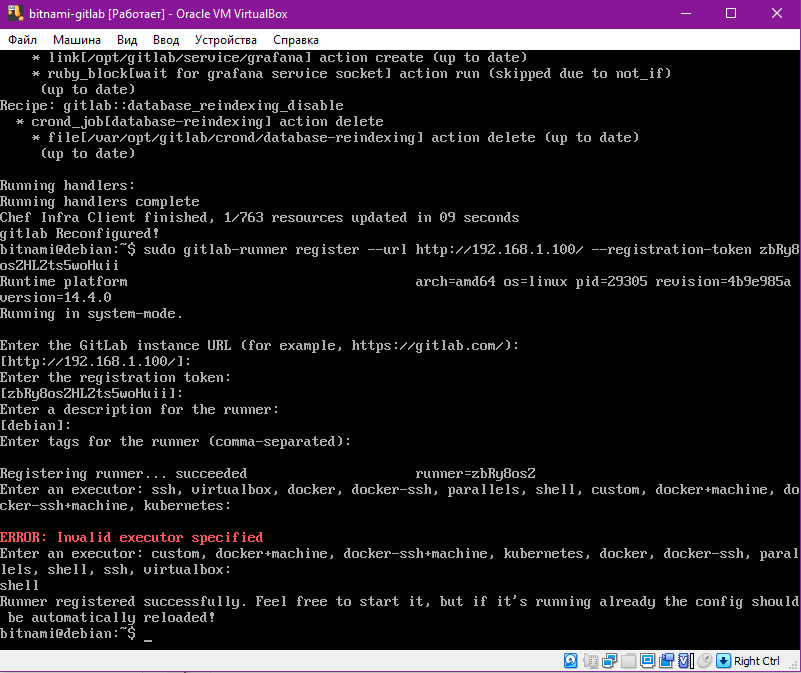 bitnami-gitlab [Работает] - Oracle VM VirtualBox
Файл Машина Вид Ввод Устройства Справка
* link[/opt/gitlab/service/grafana] action create (up to date)
* ruby_block[wait for grafana service socket] action run (skipped due to not_if)
(up to date)
Recipe: gitlab::database_reindexing_disable
* crond_job[database-reindexing] action delete
* file[/var/opt/gitlab/crond/database-reindexing] action delete (up to date)
(up to date)
Running handlers:
Running handlers complete
Chef Infra Client finished, 1/763 resources updated in 09 seconds
gitlab Reconfigured!
bitnami@debian:~$ sudo gitlab-runner register --url http://192.168.1.100/ --registration-token zbRy8
osZHLZts5woHuii
Runtime platform arch=amd64 os=linux pid=29305 revision=4b9e985a
version=14.4.0
Running in system-mode.
Enter the GitLab instance URL (for example, https://gitlab.com/):
[http://192.168.1.100/]:
Enter the registration token:
[zbRy8osZHLZts5woHuii]:
Enter a description for the runner:
[debian]:
Enter tags for the runner (comma-separated):
Registering runner... succeeded runner=zbRy8osZ
Enter an executor: ssh, virtualbox, docker, docker-ssh, parallels, shell, custom, docker+machine, do
cker-ssh+machine, kubernetes:
ERROR: Invalid executor specified
Enter an executor: custom, docker+machine, docker-ssh+machine, kubernetes, docker, docker-ssh, paral
lels, shell, ssh, virtualbox:
shell
Runner registered successfully. Feel free to start it, but if it's running already the config should
be automatically reloaded!
bitnami@debian:~$ _
Right Ctrl